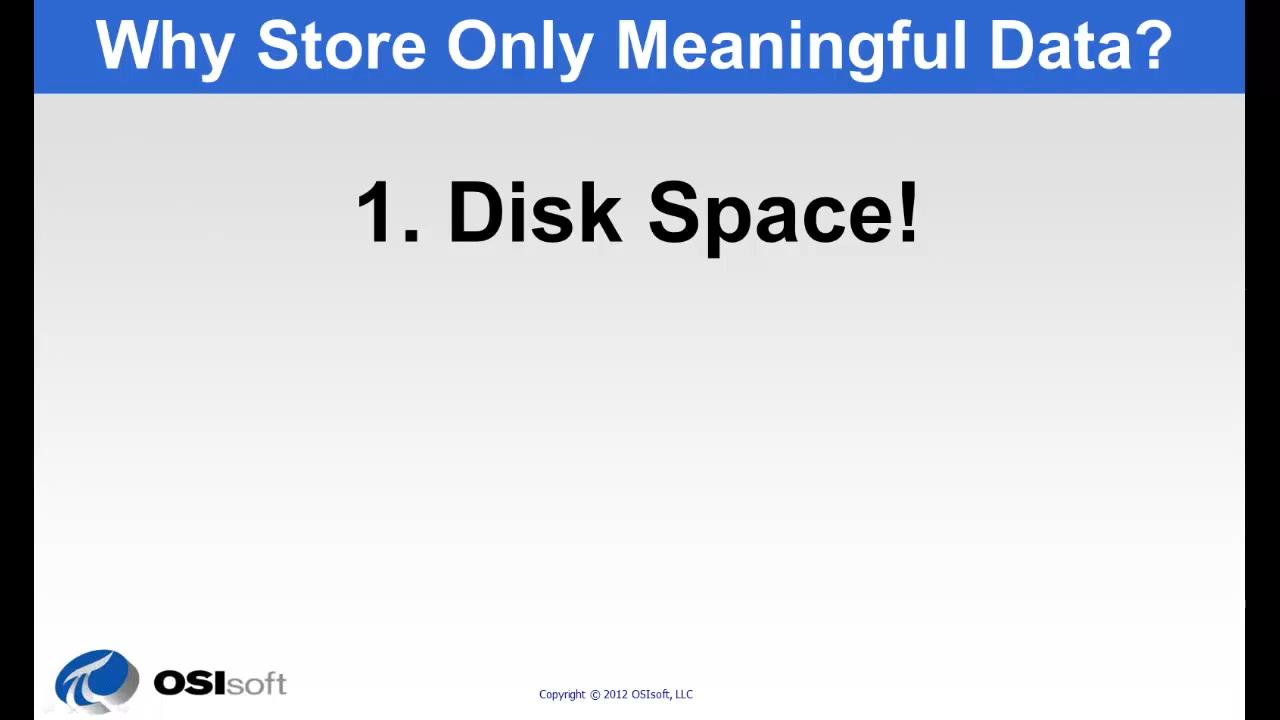 Why Store Only Meaningful Data?
1. Disk Space!
OSIsoft
Copyright © 2012 OSIsoft, LLC